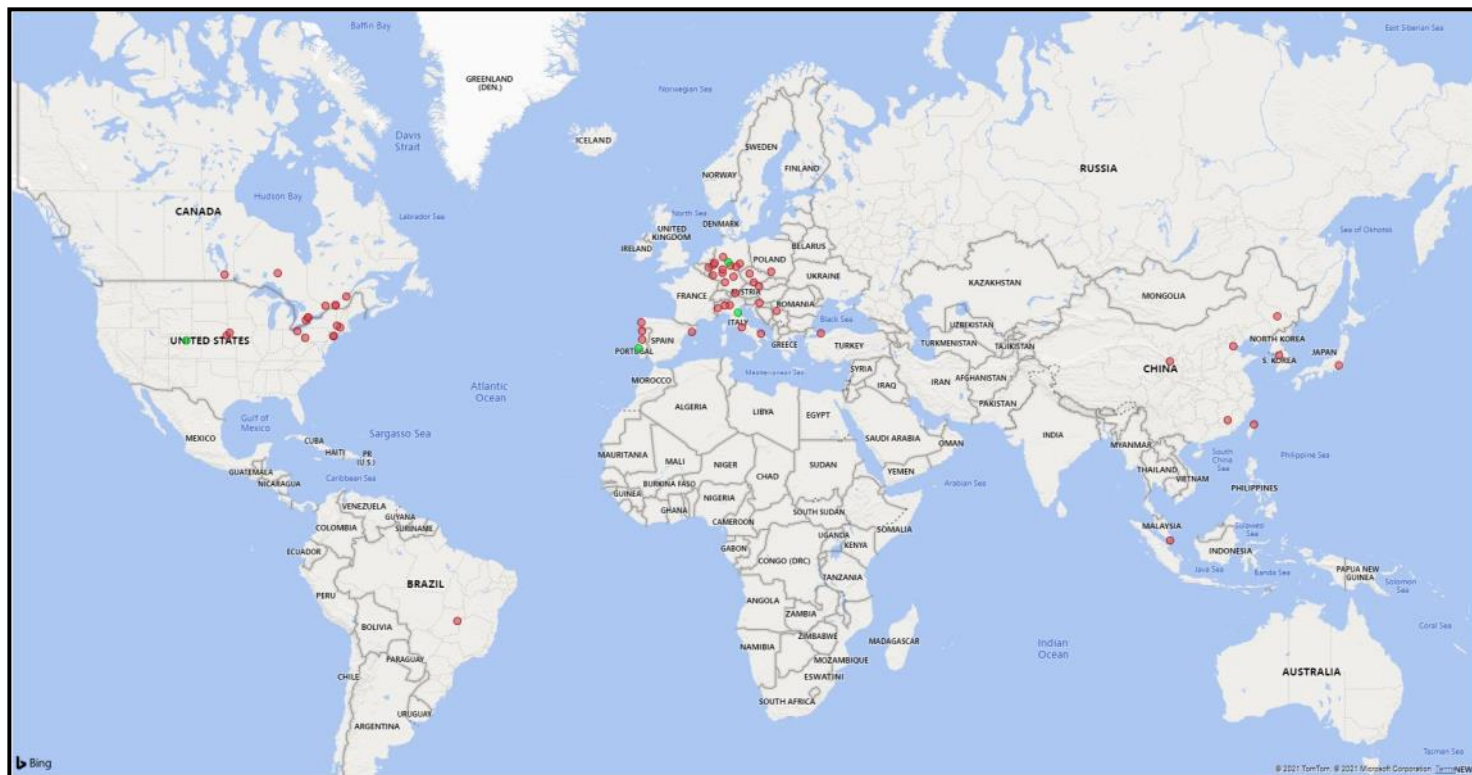 Baffin Bay
East Siberian Sea
GREENLAND
(DEN.)
Norwegian Sea
Davis
Strait
ICELAND
SWEDEN
FINLAND
RUSSIA
NORWAY
Hudson Bay
CANADA
Labrador Sea
North Sea
DENMARK
UNITED
KINGDOM
IRELAND
BELARUS
Sea of Okhotsk
POLAND
UKRAINE
KAZAKHSTAN
FRANCE
AUSTRIA
ROMANIA
MONGOLIA
ITALY
Black Sea
UZBEKISTAN
UNITED STATES
PORTUGAL
SPAIN
GREECE
TURKEY
TURKMENISTAN
TAJIKISTAN
NORTH KOREA
S. KOREA
JAPAN
Mediterranean Sea
CHINA
SYRIA
MOROCCO
IRAQ
IRAN
AFGHANISTAN
Atlantic
Ocean
PAKISTAN
ALGERIA
LIBYA
EGYPT
Gulf of
Mexico
Sargasso Sea
MEXICO
CUBA
SAUDI ARABIA
OMAN
INDIA
MYANMAR
HAITI
PR
(U.S.)
MAURITANIA
MALI
NIGER
CHAD
SUDAN
YEMEN
South
China
Sea
Philippine Sea
GUATEMALA
Caribbean Sea
THAILAND
VIETNAM
NICARAGUA
BURKINA FASO
Arabian Sea
PHILIPPINES
GUINEA
NIGERIA
VENEZUELA
GHANA
SOUTH SUDAN
GUYANA
COLOMBIA
SURINAME
CAMEROON
SOMALIA
MALAYSIA
Sulawesi
Sea
UGANDA
KENYA
ECUADOR
GABON
CONGO (DRC)
INDONESIA
Java Sea
Banda Sea
PAPUA NEW
GUINEA
Solomon
Sea
BRAZIL
TANZANIA
PERU
ANGOLA
ZAMBIA
BOLIVIA
Coral Sea
ZIMBABWE
MADAGASCAR
NAMIBIA
Indian
Ocean
PARAGUAY
MOZAMBIQUE
AUSTRALIA
CHILE
ESWATINI
SOUTH AFRICA
URUGUAY
ARGENTINA
Tasman Sea
Bing
© 2021 TomTom, © 2021 Microsoft Corporation Terms NEW